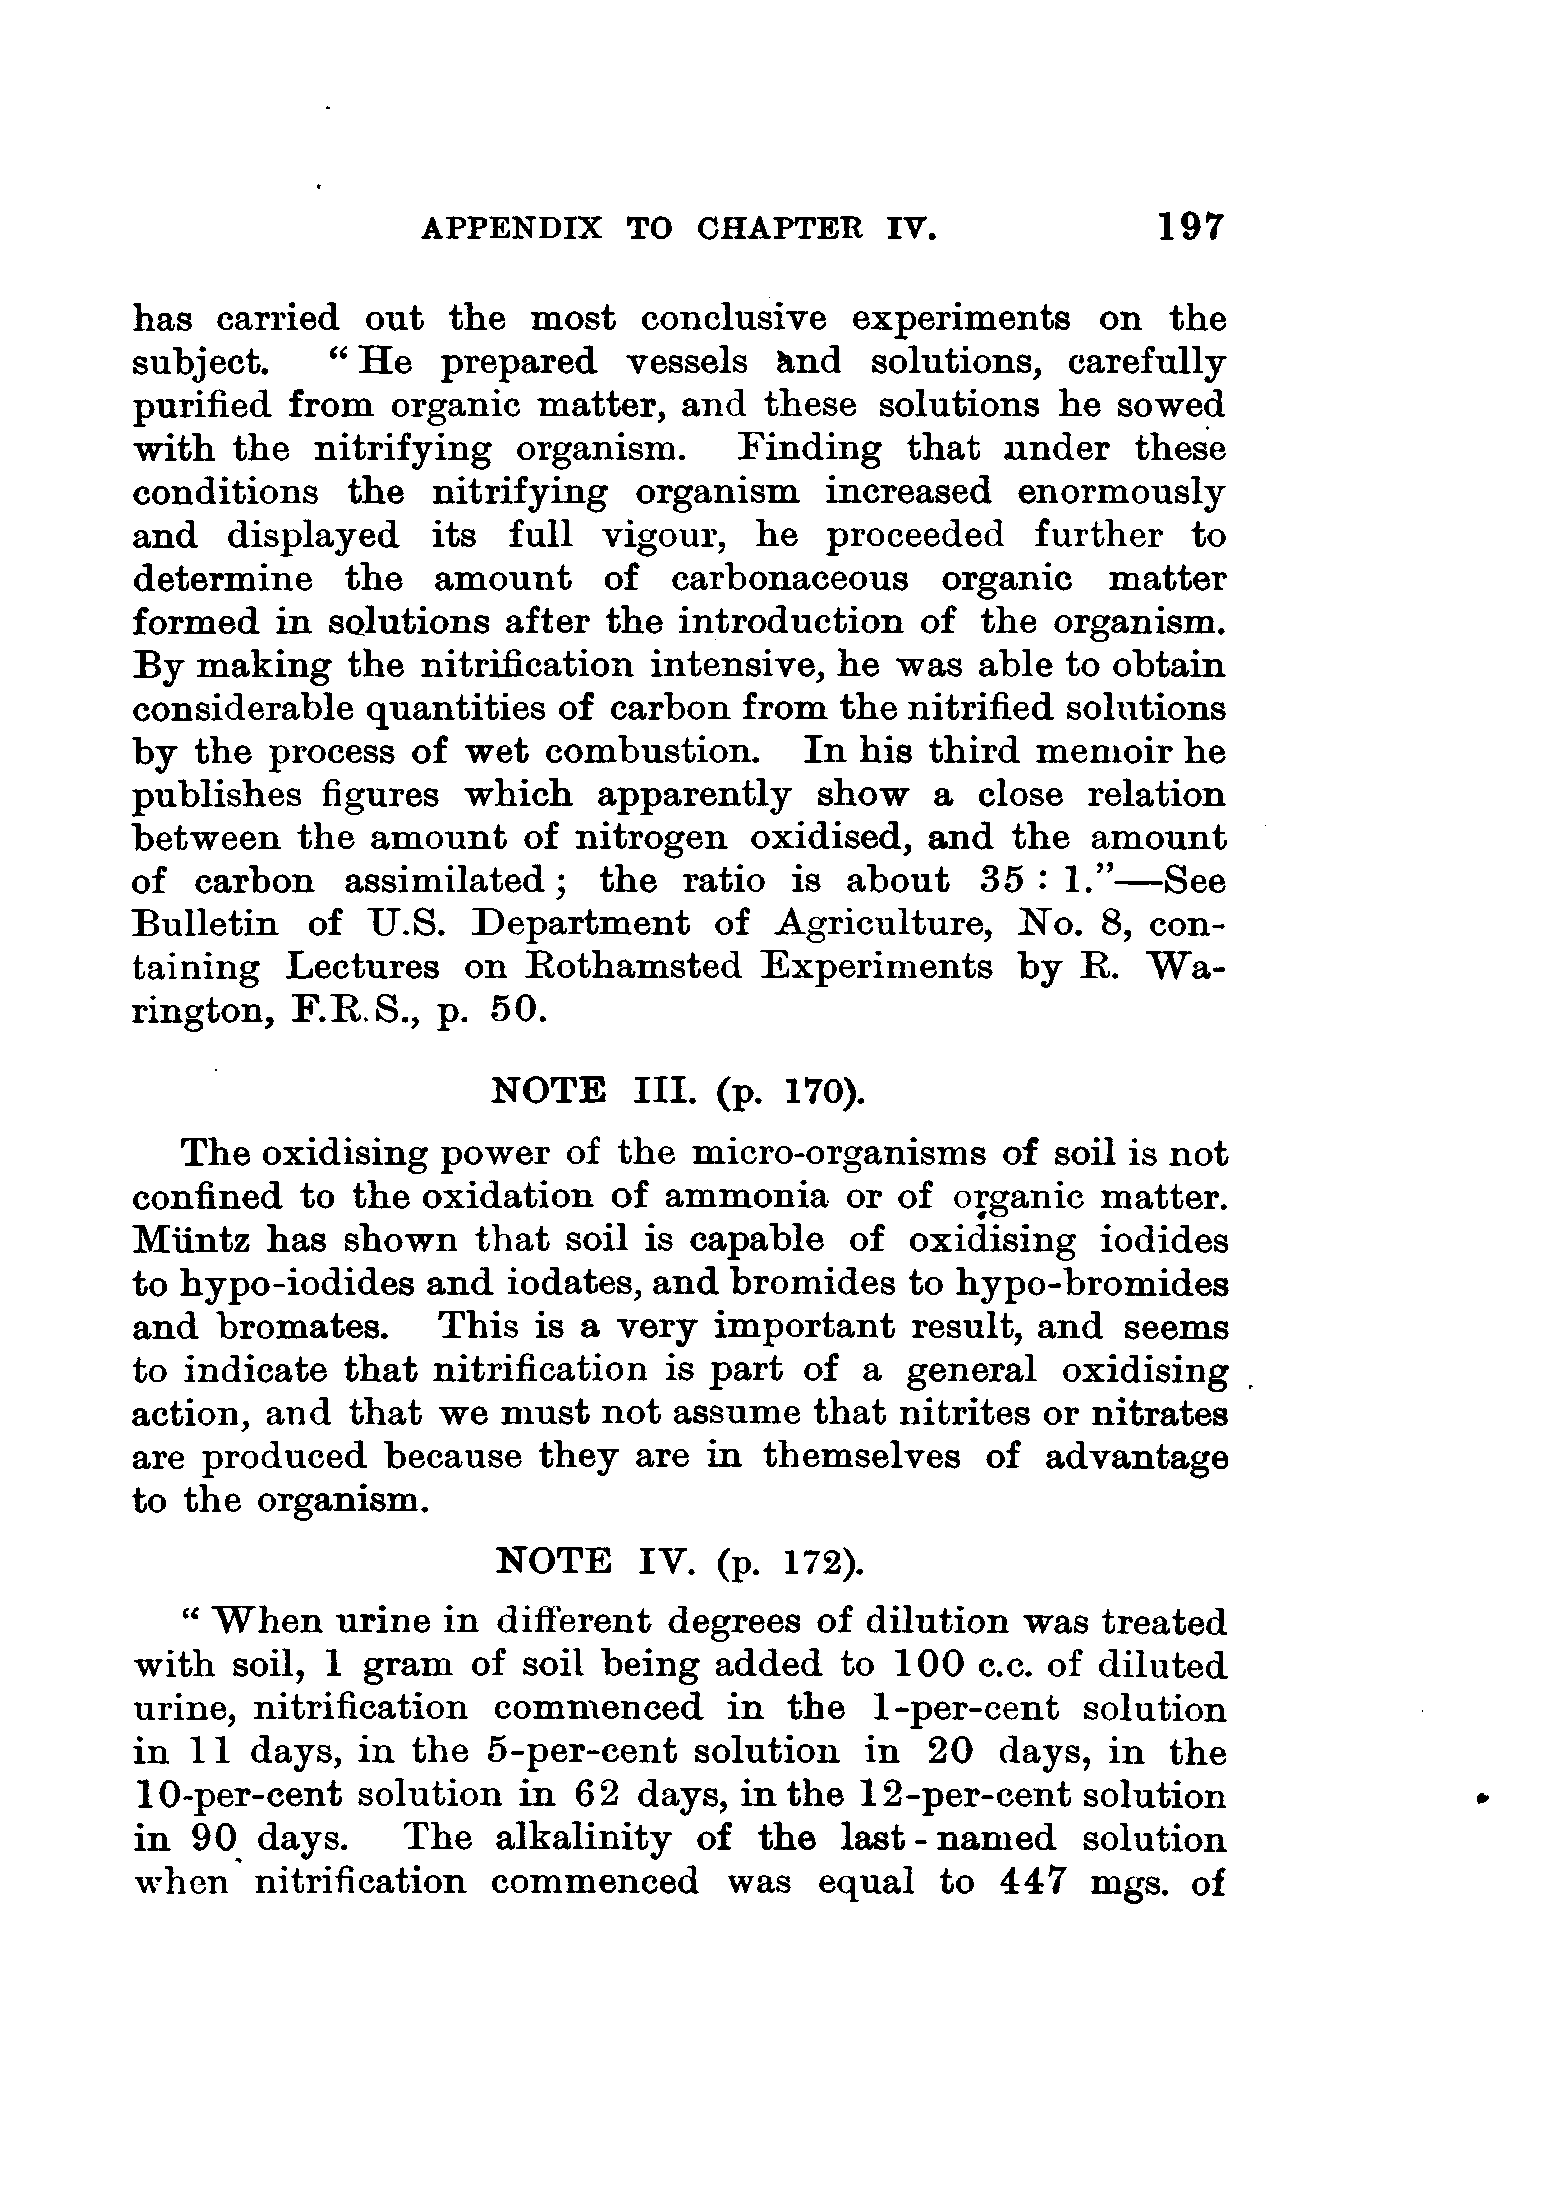 APPENDIX TO CHAPTER IV. 197
has carried out the most conclusive experiments on the
subject. “ He prepared vessels and solutions, carefully
purified from organic matter, and these solutions he sowed
with the nitrifying organism. Finding that under these
conditions the nitrifying organism increased enormously
and displayed its full vigour, he proceeded further to
determine the amount of carbonaceous organic matter
formed in solutions after the introduction of the organism.
By making the nitrification intensive, he was able to obtain
considerable quantities of carbon from the nitrified solutions
by the process of wet combustion. In his third memoir he
publishes figures which apparently show a close relation
between the amount of nitrogen oxidised, and the amount
of carbon assimilated ; the ratio is about 35 : 1.”—See
Bulletin of U.S. Department of Agriculture, No. 8, con-
taining Lectures on Rothamsted Experiments by R. Wa-
rington, F.R.S., p. 50.
NOTE III. (p. 170).
The oxidising power of the micro-organisms of soil is not
confined to the oxidation of ammonia or of organic matter.
Müntz has shown that soil is capable of oxidising iodides
to hypo-iodides and iodates, and bromides to hypo-bromides
and bromates. This is a very important result, and seems
to indicate that nitrification is part of a general oxidising
action, and that we must not assume that nitrites or nitrates
are produced because they are in themselves of advantage
to the organism.
NOTE IV. (p. 172).
“ When urine in different degrees of dilution was treated
with soil, 1 gram of soil being added to 100 c.c. of diluted
urine, nitrification commenced in the 1-per-cent solution
in 11 days, in the 5-per-cent solution in 20 days, in the
10-per-cent solution in 62 days, in the 12-per-cent solution
in 90 days. The alkalinity of the last-named solution
when nitrification commenced was equal to 447 mgs. of